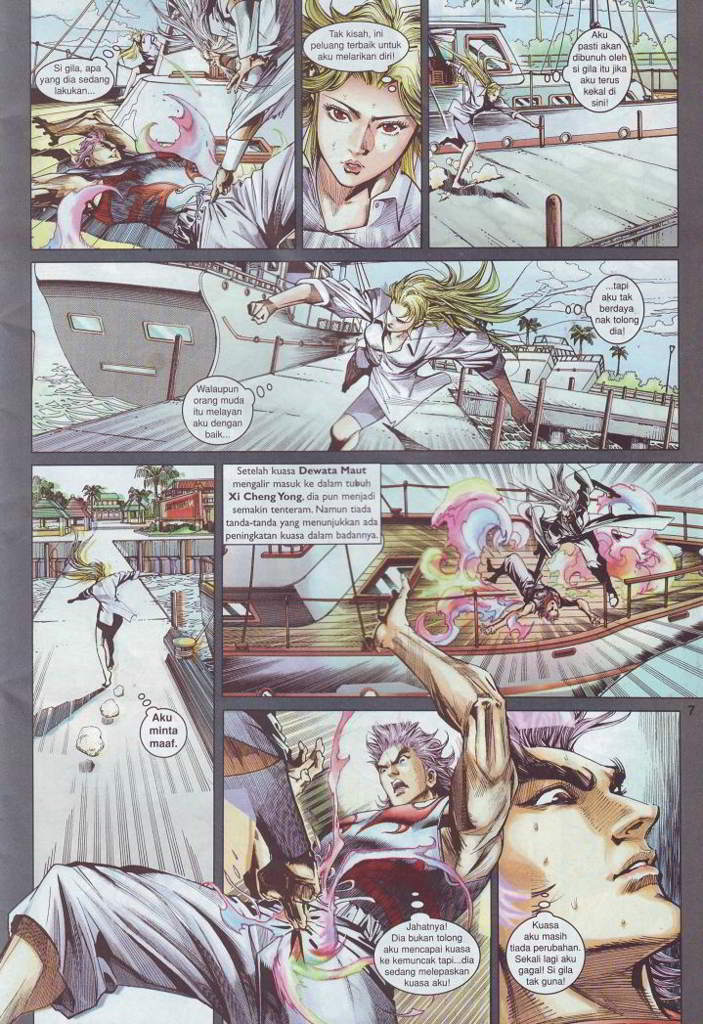 Si gila, apa
yang dia sedang
lakukan...
Tak kisah, ini
peluang terbaik untuk
aku melarikan diri!
Aku
pasti akan
dibunuh oleh
si gila itu jika
aku terus
kekal di
sini!
Walaupun
orang muda
itu melayan
aku dengan
baik...
...tapi
aku tak
berdaya
nak tolong
dia!
Aku
minta
maaf.
Setelah kuasa Dewata Maut
mengalir masuk ke dalam tubuh
Xi Cheng Yong, dia pun menjadi
semakin tenteram. Namun tiada
tanda-tanda yang menunjukkan ada
peningkatan kuasa dalam badannya.
7
Jahatnya!
Dia bukan tolong
aku mencapai kuasa
ke kemuncak tapi...dia
sedang melepaskan
kuasa aku!
Kuasa
aku masih
tiada perubahan.
Sekali lagi aku
gagal! Si gila
tak guna!